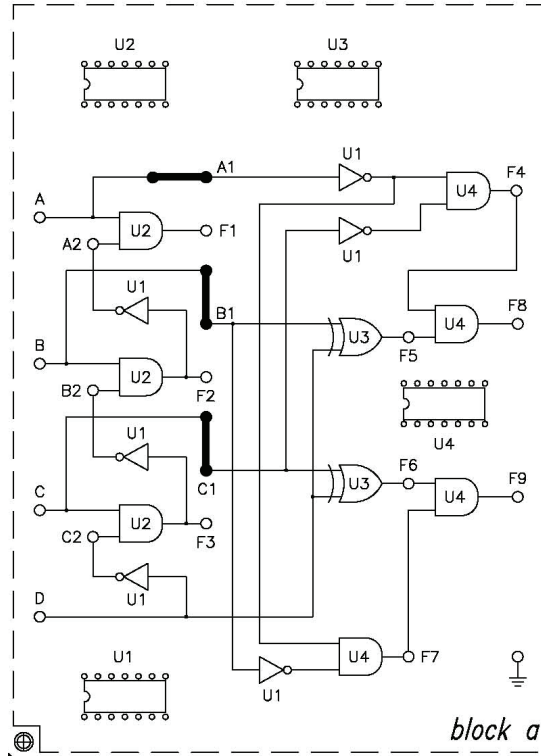 U2 U3
A1 U1 F4
A U4
U2 F1
A2 U1
U1 B1
U4 F8
B U3
U2 F5
B2 F2
U4
U1
C1 F6 F9
C U3 U4
U2
C2 F3
U1
D
U4 F7
U1 U1
block a